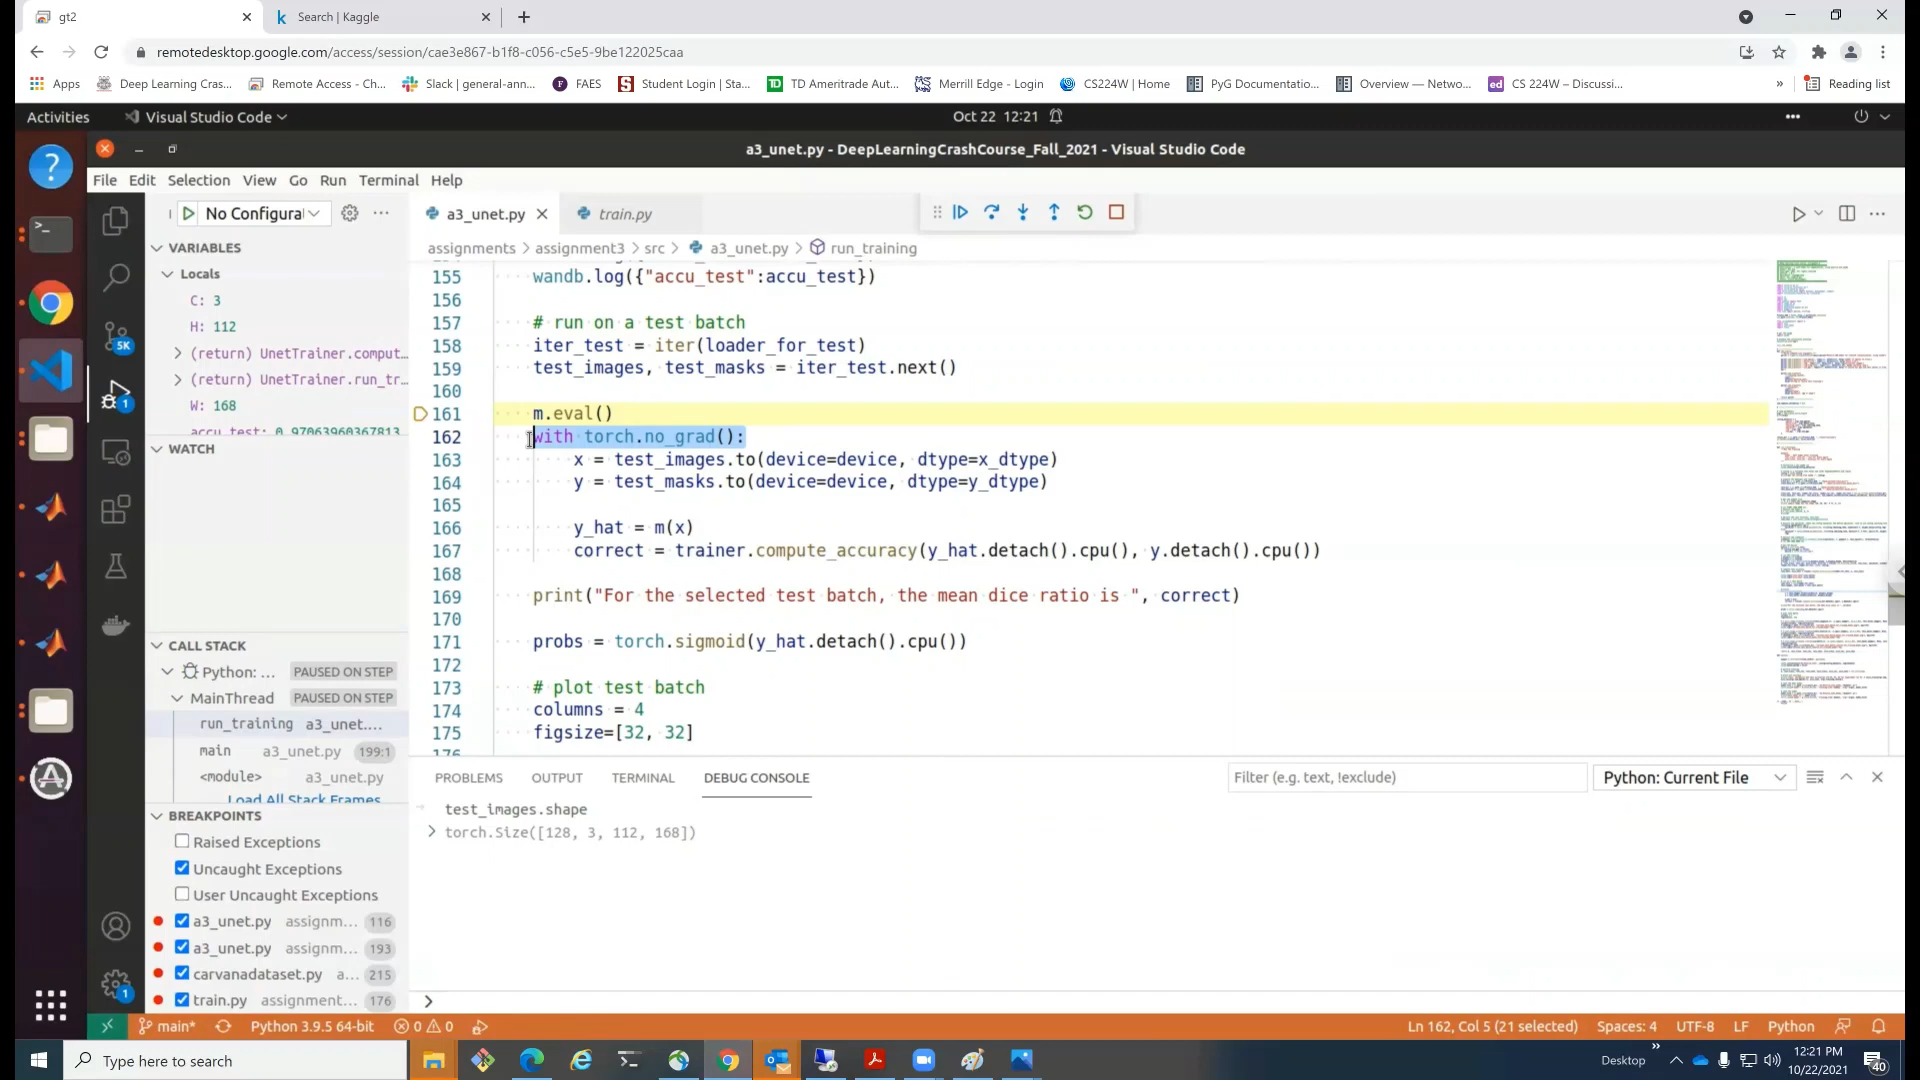 gt2
Search | Kaggle
remotedesktop.google.com/access/session/cae3e867-b1f8-c056-c5e5-9be122025caa
Apps Deep Learning Cras... Remote Access - Ch... Slack | general-ann... FAES Student Login | Sta... TD Ameritrade Aut... Merrill Edge - Login CS224W | Home PyG Documentatio... Overview — Netwo... CS 224W – Discussi... » Reading list
Activities Visual Studio Code Oct 22 12:21
a3_unet.py - DeepLearningCrashCourse_Fall_2021 - Visual Studio Code
File Edit Selection View Go Run Terminal Help
No Configura
a3_unet.py train.py
assignments > assignment3 > src > a3_unet.py > run_training
VARIABLES
Locals
C: 3
H: 112
(return) UnetTrainer.comput...
(return) UnetTrainer.run_tr...
W: 168
accu_test: 0.97063960367813
WATCH
CALL STACK
Python: ... PAUSED ON STEP
MainThread PAUSED ON STEP
run_training a3_unet....
main a3_unet.py 199:1
<module> a3_unet.py
Load All Stack Frames
BREAKPOINTS
Raised Exceptions
Uncaught Exceptions
User Uncaught Exceptions
a3_unet.py assignm... 116
a3_unet.py assignm... 193
carvanadataset.py a... 215
train.py assignment... 176
5K
1
1
155 wandb.log({"accu_test":accu_test})
156
157 # run on a test batch
158 iter_test = iter(loader_for_test)
159 test_images, test_masks = iter_test.next()
160
161 m.eval()
162 with torch.no_grad():
163 x = test_images.to(device=device, dtype=x_dtype)
164 y = test_masks.to(device=device, dtype=y_dtype)
165
166 y_hat = m(x)
167 correct = trainer.compute_accuracy(y_hat.detach().cpu(), y.detach().cpu())
168
169 print("For the selected test batch, the mean dice ratio is ", correct)
170
171 probs = torch.sigmoid(y_hat.detach().cpu())
172
173 # plot test batch
174 columns = 4
175 figsize=[32, 32]
176
PROBLEMS OUTPUT TERMINAL DEBUG CONSOLE Filter (e.g. text, !exclude) Python: Current File
test_images.shape
torch.Size([128, 3, 112, 168])
main* Python 3.9.5 64-bit 0 0 Ln 162, Col 5 (21 selected) Spaces: 4 UTF-8 LF Python
Type here to search Desktop » 12:21 PM
10/22/2021
40